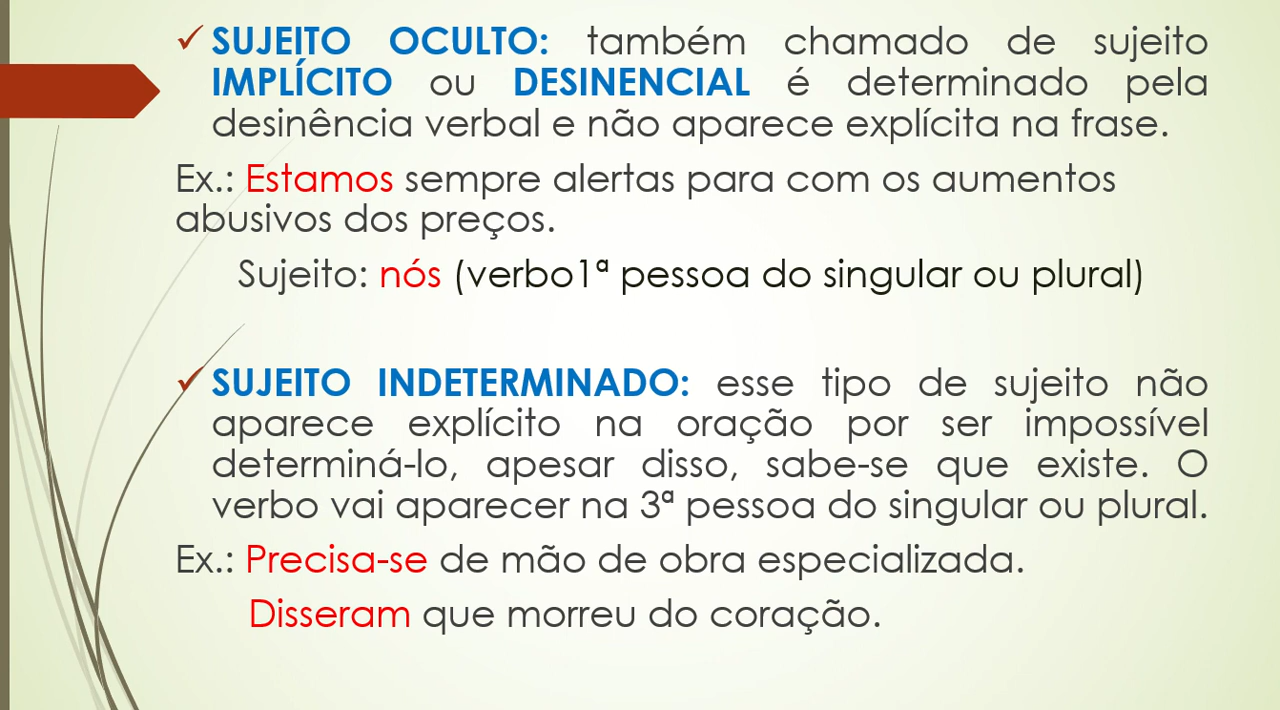 SUJEITO OCULTO: também chamado de sujeito
IMPLÍCITO ou DESINENCIAL é determinado pela
desinência verbal e não aparece explícita na frase.
Ex.: Estamos sempre alertas para com os aumentos
abusivos dos preços.
Sujeito: nós (verbo1ª pessoa do singular ou plural)
SUJEITO INDETERMINADO: esse tipo de sujeito não
aparece explícito na oração por ser impossível
determiná-lo, apesar disso, sabe-se que existe. O
verbo vai aparecer na 3ª pessoa do singular ou plural.
Ex.: Precisa-se de mão de obra especializada.
Disseram que morreu do coração.